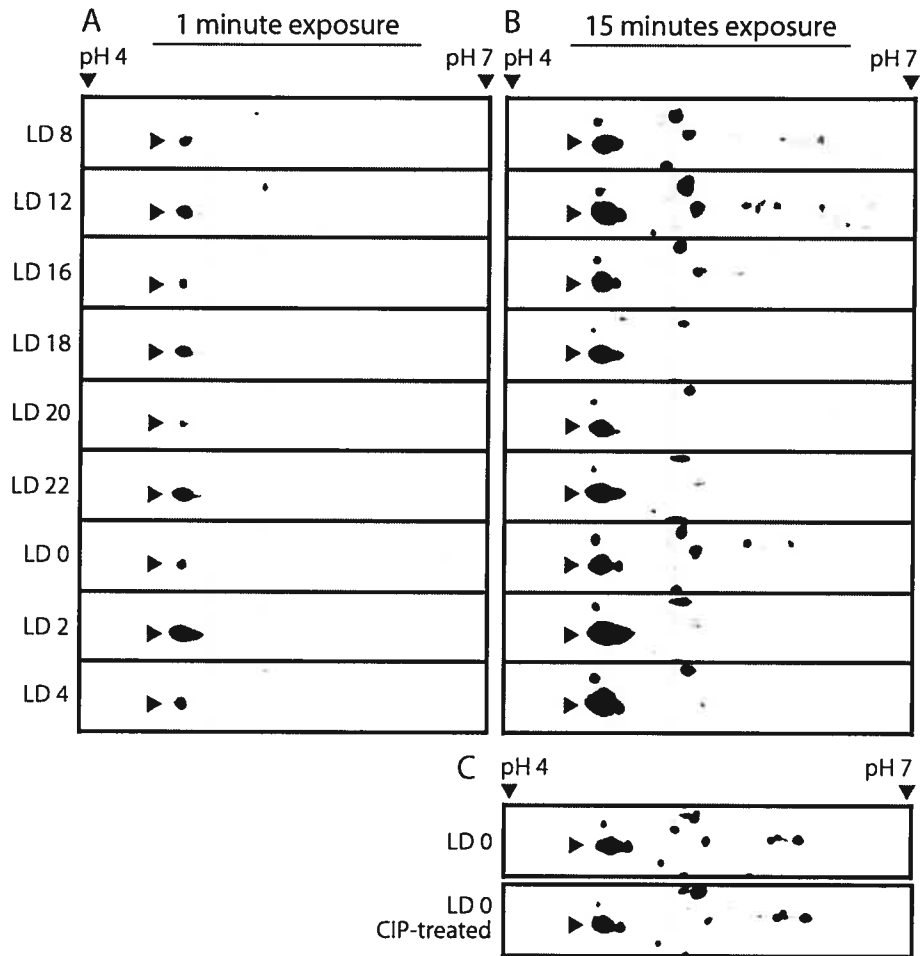 A
1 minute exposure
B
15 minutes exposure
pH 4
pH 7
pH 4
pH 7
LD 8
LD 12
LD 16
LD 18
LD 20
LD 22
LD 0
LD 2
LD 4
C
pH 4
pH 7
LD 0
LD 0
CIP-treated